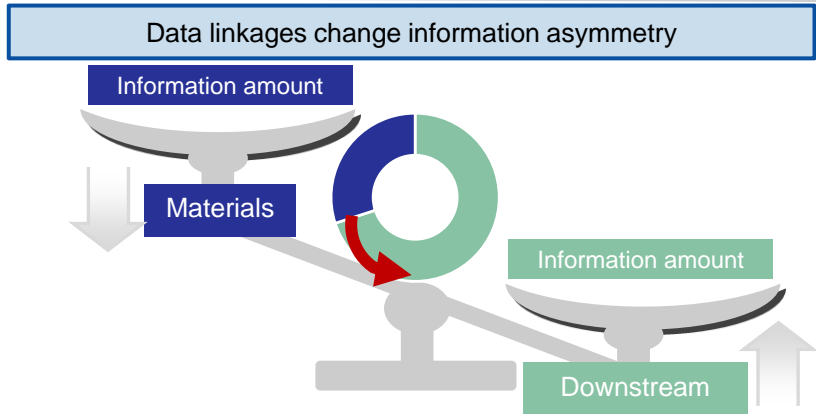 Data linkages change information asymmetry
Information amount
Materials
Information amount
Downstream